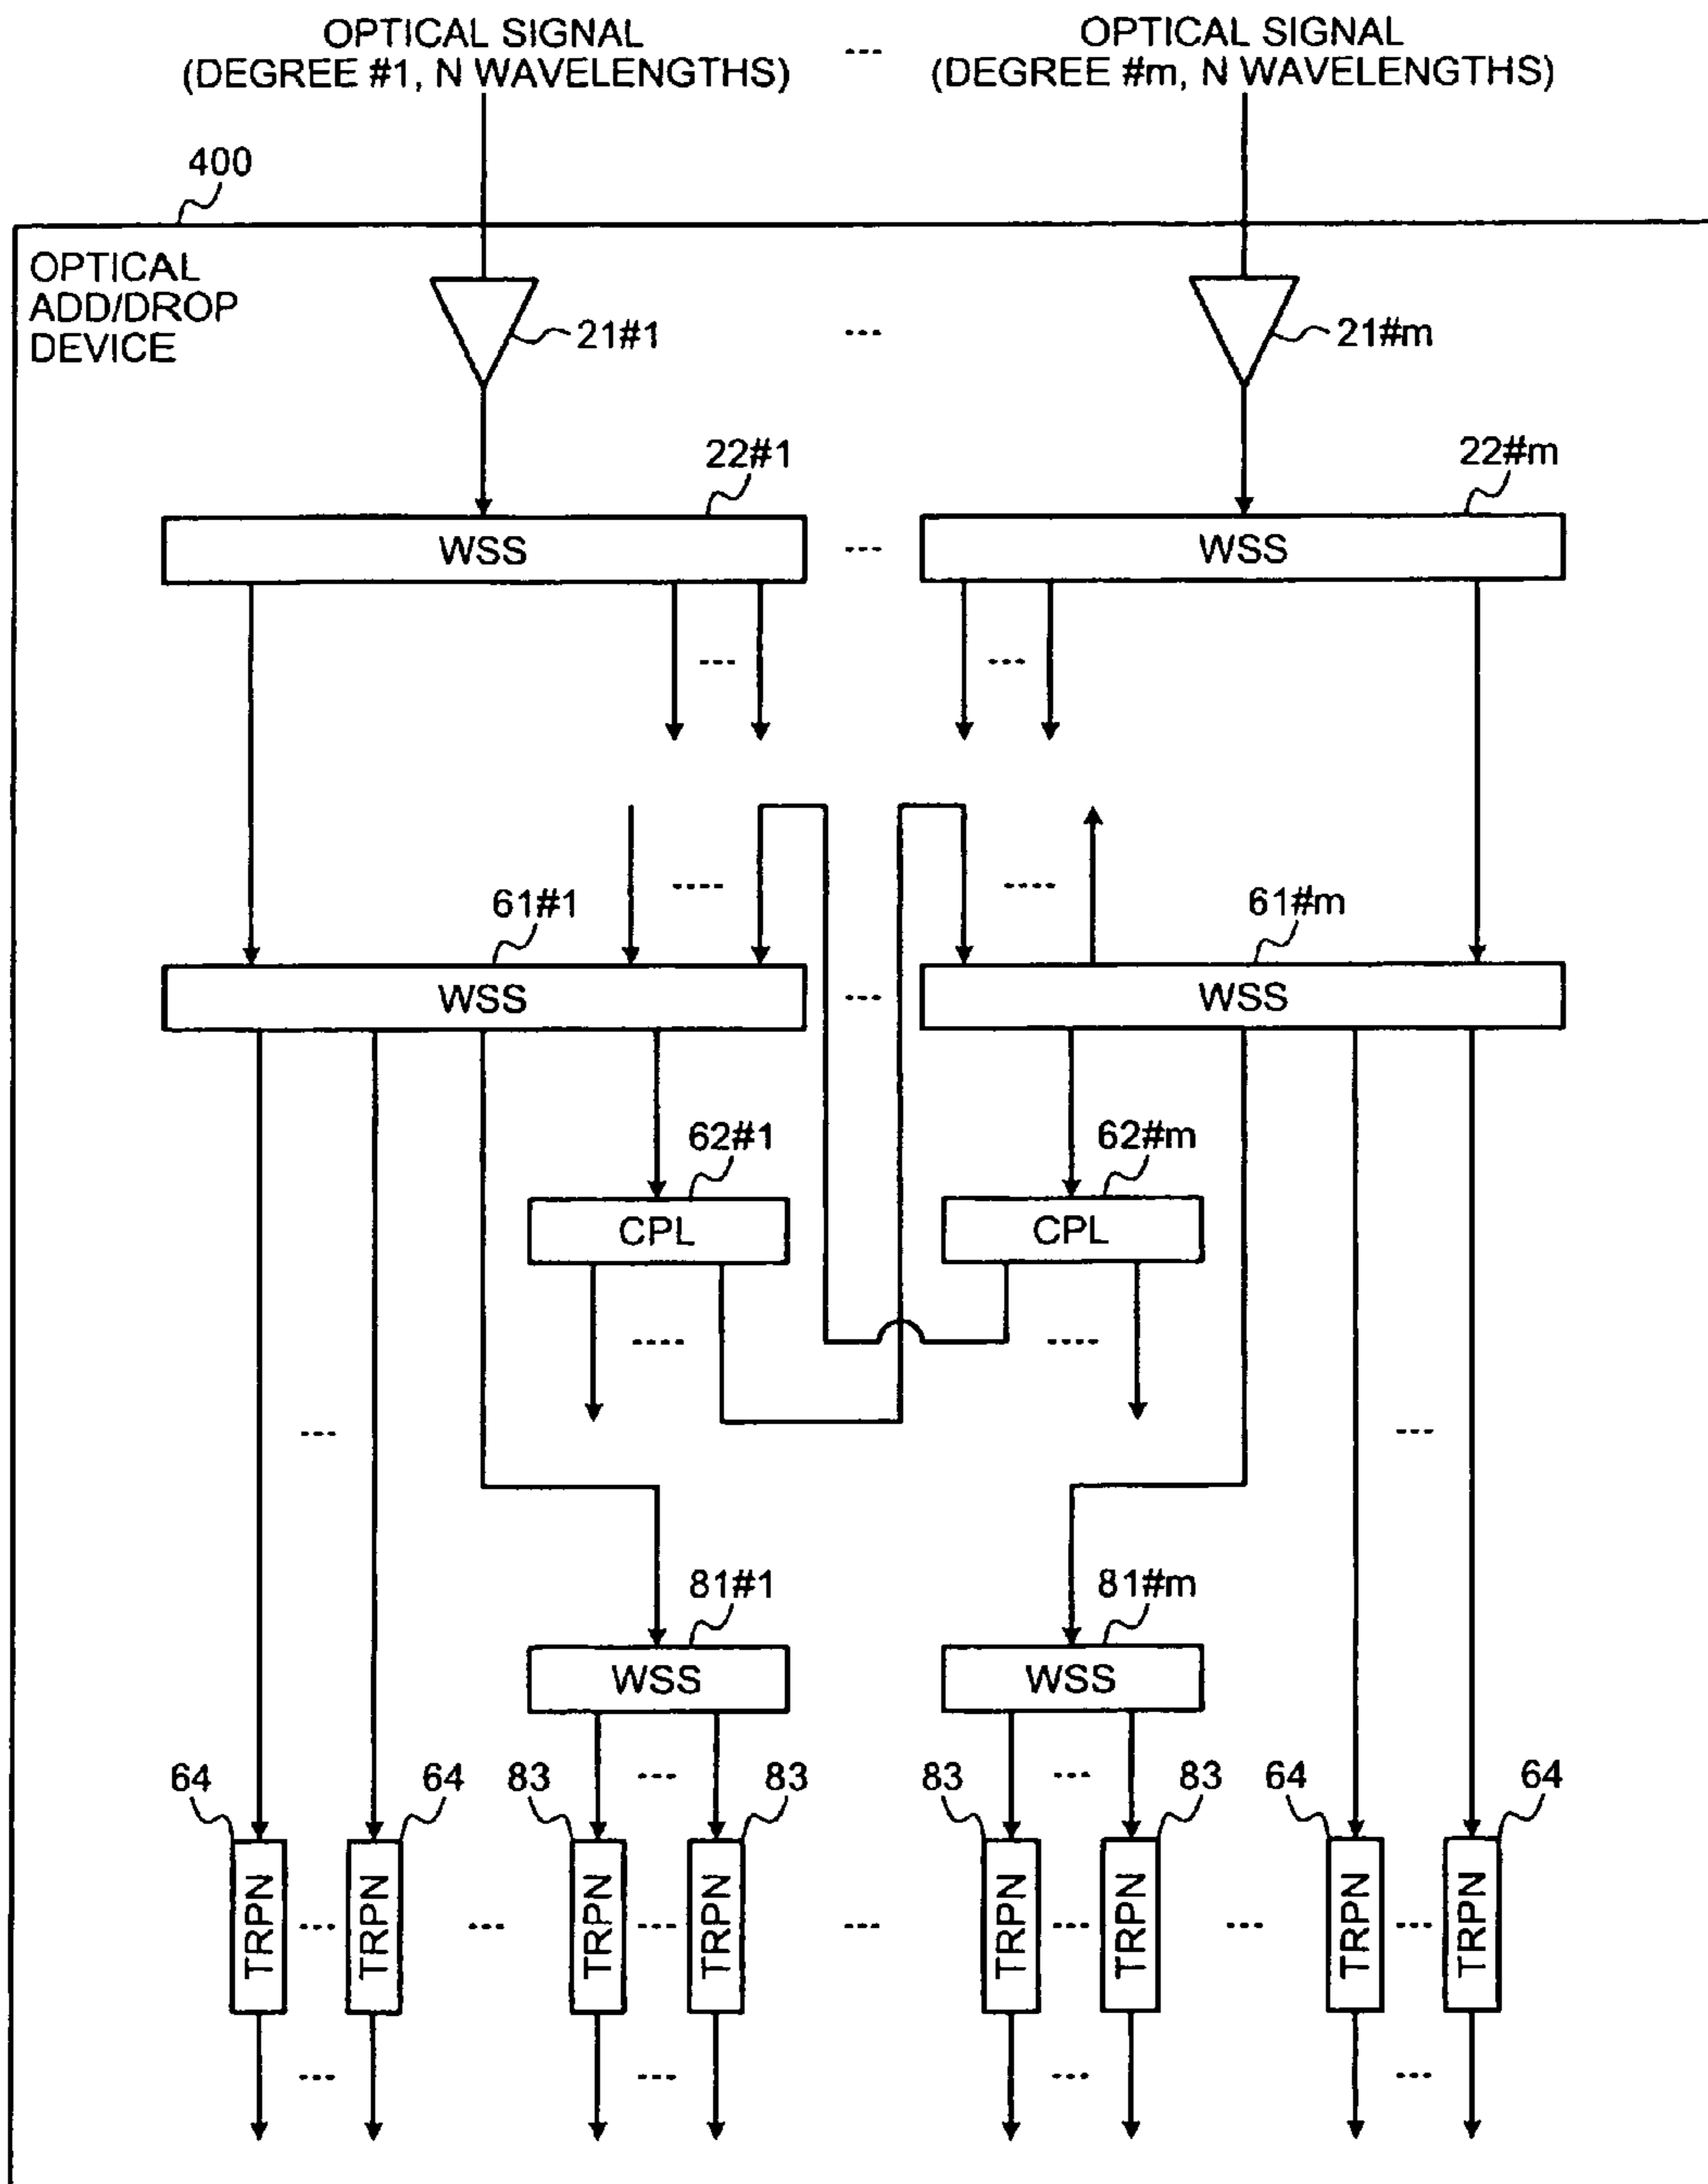 OPTICAL SIGNAL
(DEGREE #1, N WAVELENGTHS)
...
OPTICAL SIGNAL
(DEGREE #m, N WAVELENGTHS)
400
OPTICAL
ADD/DROP
DEVICE
21#1
...
21#m
22#1
22#m
WSS
...
WSS
...
...
....
....
61#1
61#m
WSS
...
WSS
62#1
62#m
CPL
CPL
....
....
...
...
81#1
81#m
WSS
WSS
64
64
83
...
83
83
...
83
64
64
TRPN
...
TRPN
...
TRPN
...
TRPN
...
TRPN
...
TRPN
...
TRPN
...
TRPN
...
...
...
...